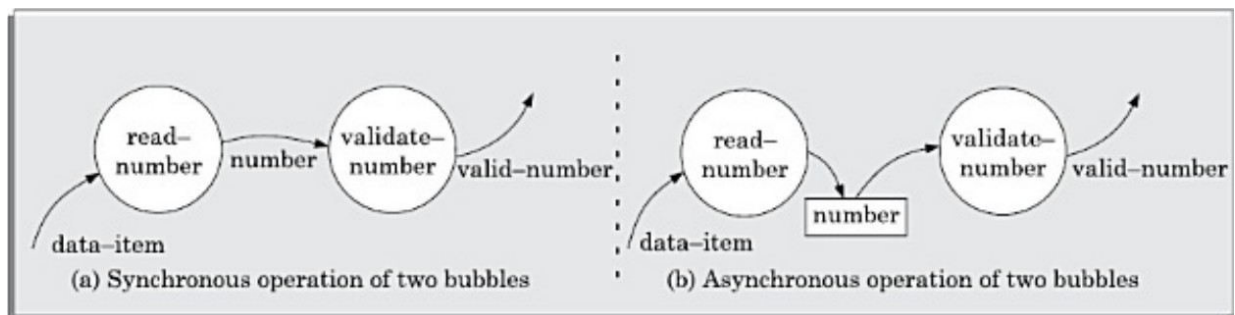 read–
number
number
validate–
number
valid–number
data–item
(a) Synchronous operation of two bubbles
read–
number
number
validate–
number
valid–number
data–item
(b) Asynchronous operation of two bubbles